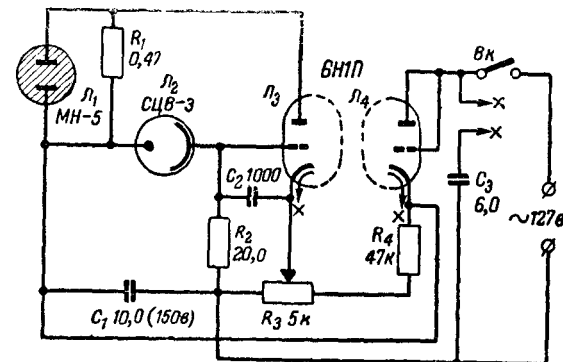 R₁
0,47
Л₁
МН-5
Л₂
СЦВ-3
6Н1П
Л₃
Л₄
Вк
C₂ 1000
C₃
6,0
~127в
R₂
20,0
R₄
47к
C₁ 10,0 (150в)
R₃ 5к